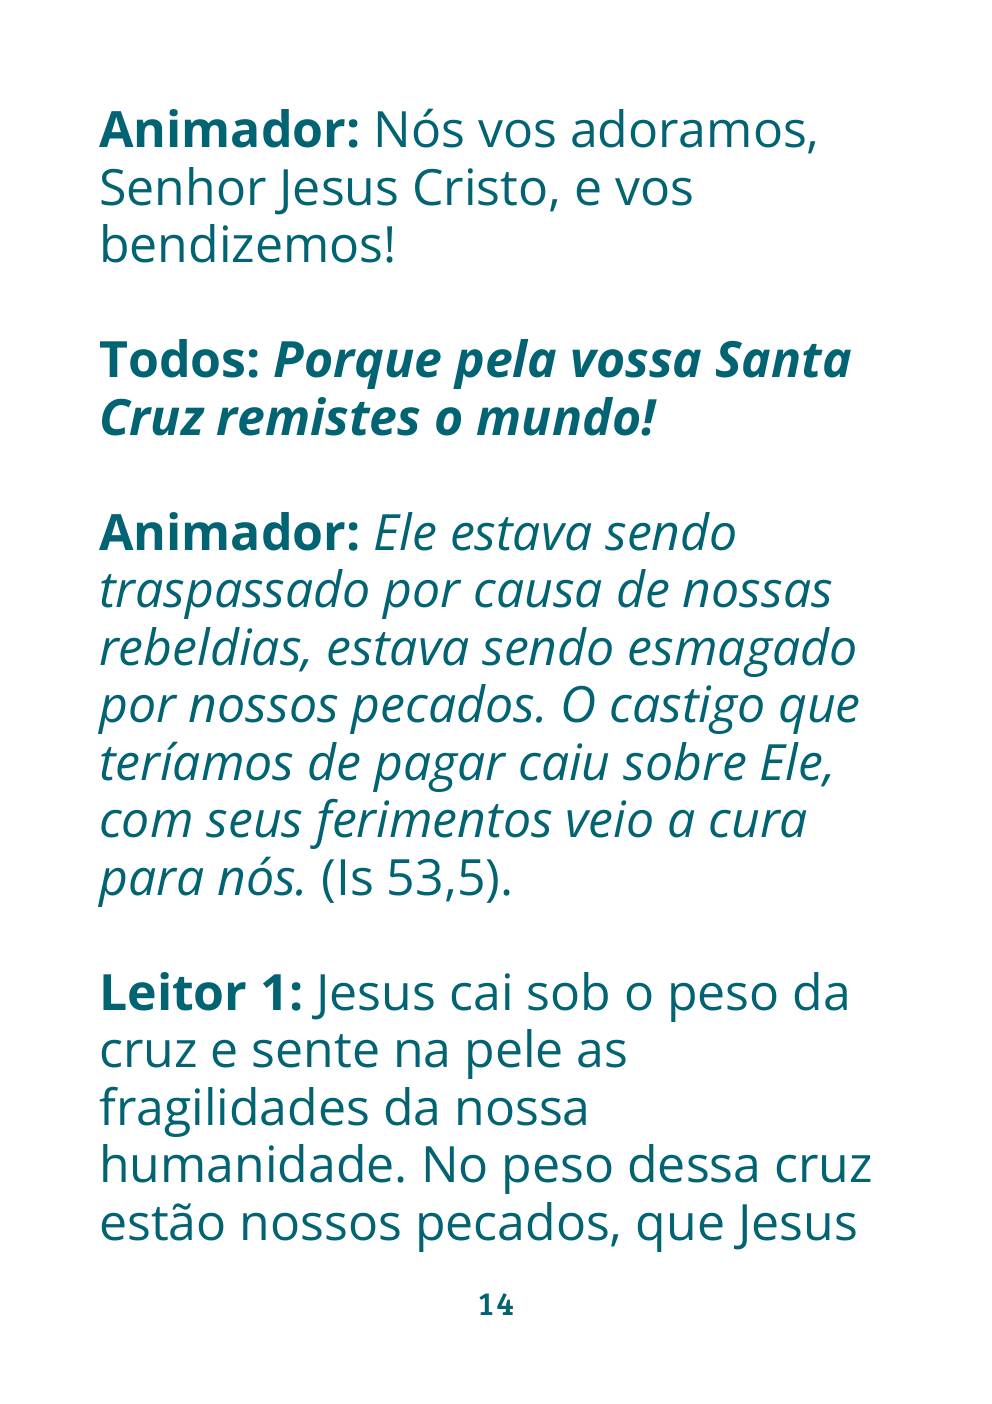 Animador: Nós vos adoramos,
Senhor Jesus Cristo, e vos
bendizemos!
Todos: Porque pela vossa Santa
Cruz remistes o mundo!
Animador: Ele estava sendo
traspassado por causa de nossas
rebeldias, estava sendo esmagado
por nossos pecados. O castigo que
teríamos de pagar caiu sobre Ele,
com seus ferimentos veio a cura
para nós. (Is 53,5).
Leitor 1: Jesus cai sob o peso da
cruz e sente na pele as
fragilidades da nossa
humanidade. No peso dessa cruz
estão nossos pecados, que Jesus
14